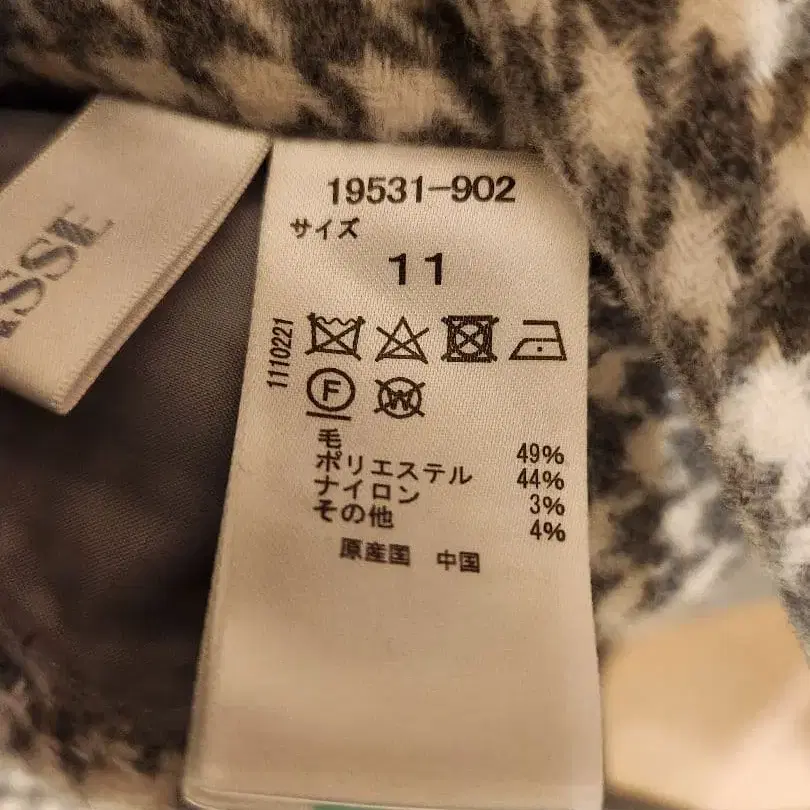 19531-902
サイズ
11
1110221
F
W
毛 49%
ポリエステル 44%
ナイロン 3%
その他 4%
原産国 中国